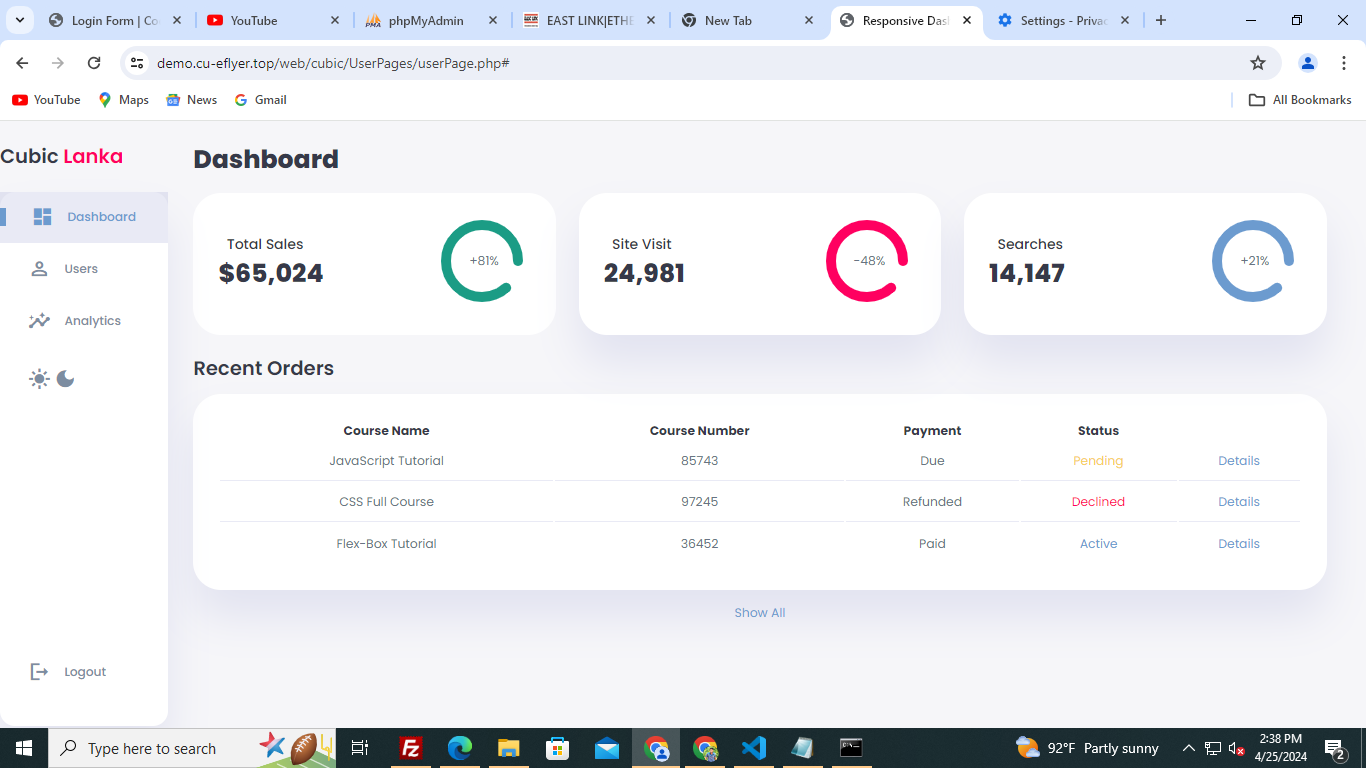 Login Form | Co
YouTube
phpMyAdmin
EAST LINK|ETHE
New Tab
Responsive Das
Settings - Privac
demo.cu-eflyer.top/web/cubic/UserPages/userPage.php#
YouTube
Maps
News
Gmail
All Bookmarks
Cubic Lanka
Dashboard
Users
Analytics
Logout
Dashboard
Total Sales
$65,024
+81%
Site Visit
24,981
-48%
Searches
14,147
+21%
Recent Orders
Course Name Course Number Payment Status
JavaScript Tutorial 85743 Due Pending Details
CSS Full Course 97245 Refunded Declined Details
Flex-Box Tutorial 36452 Paid Active Details
Show All
Type here to search
92°F Partly sunny
2:38 PM
4/25/2024
2